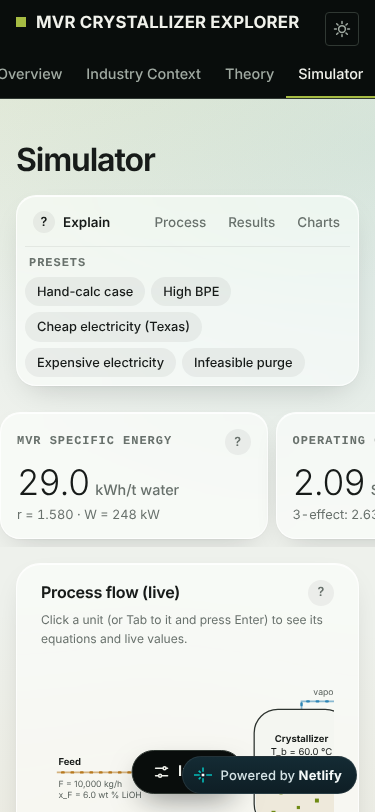 MVR CRYSTALLIZER EXPLORER
Overview Industry Context Theory Simulator
Simulator
? Explain Process Results Charts
PRESETS
Hand-calc case High BPE
Cheap electricity (Texas)
Expensive electricity Infeasible purge
MVR SPECIFIC ENERGY ? OPERATING
29.0 kWh/t water 2.09
r = 1.580 · W = 248 kW 3-effect: 2.63
Process flow (live) ?
Click a unit (or Tab to it and press Enter) to see its
equations and live values.
vapo
Crystallizer
T_b = 60.0 °C
Feed
F = 10,000 kg/h
x_F = 6.0 wt % LiOH
Powered by Netlify